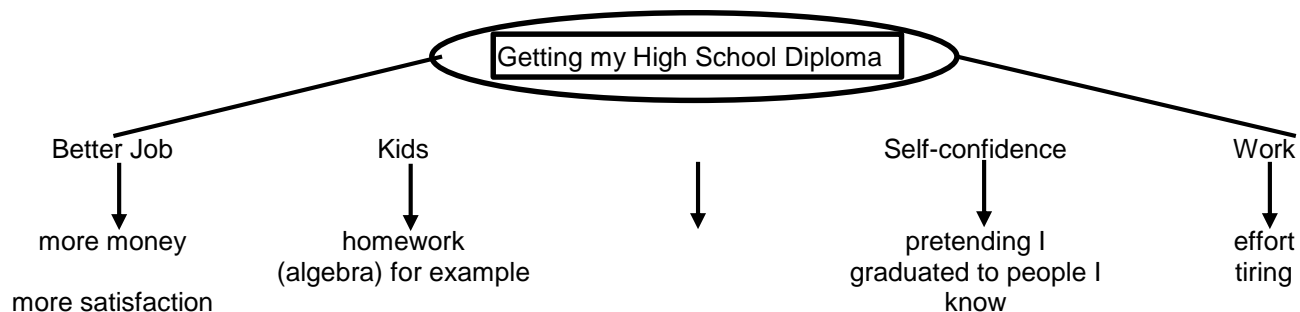 Getting my High School Diploma
Better Job
Kids
Self-confidence
Work
more money
more satisfaction
homework
(algebra) for example
pretending I
graduated to people I
know
effort
tiring